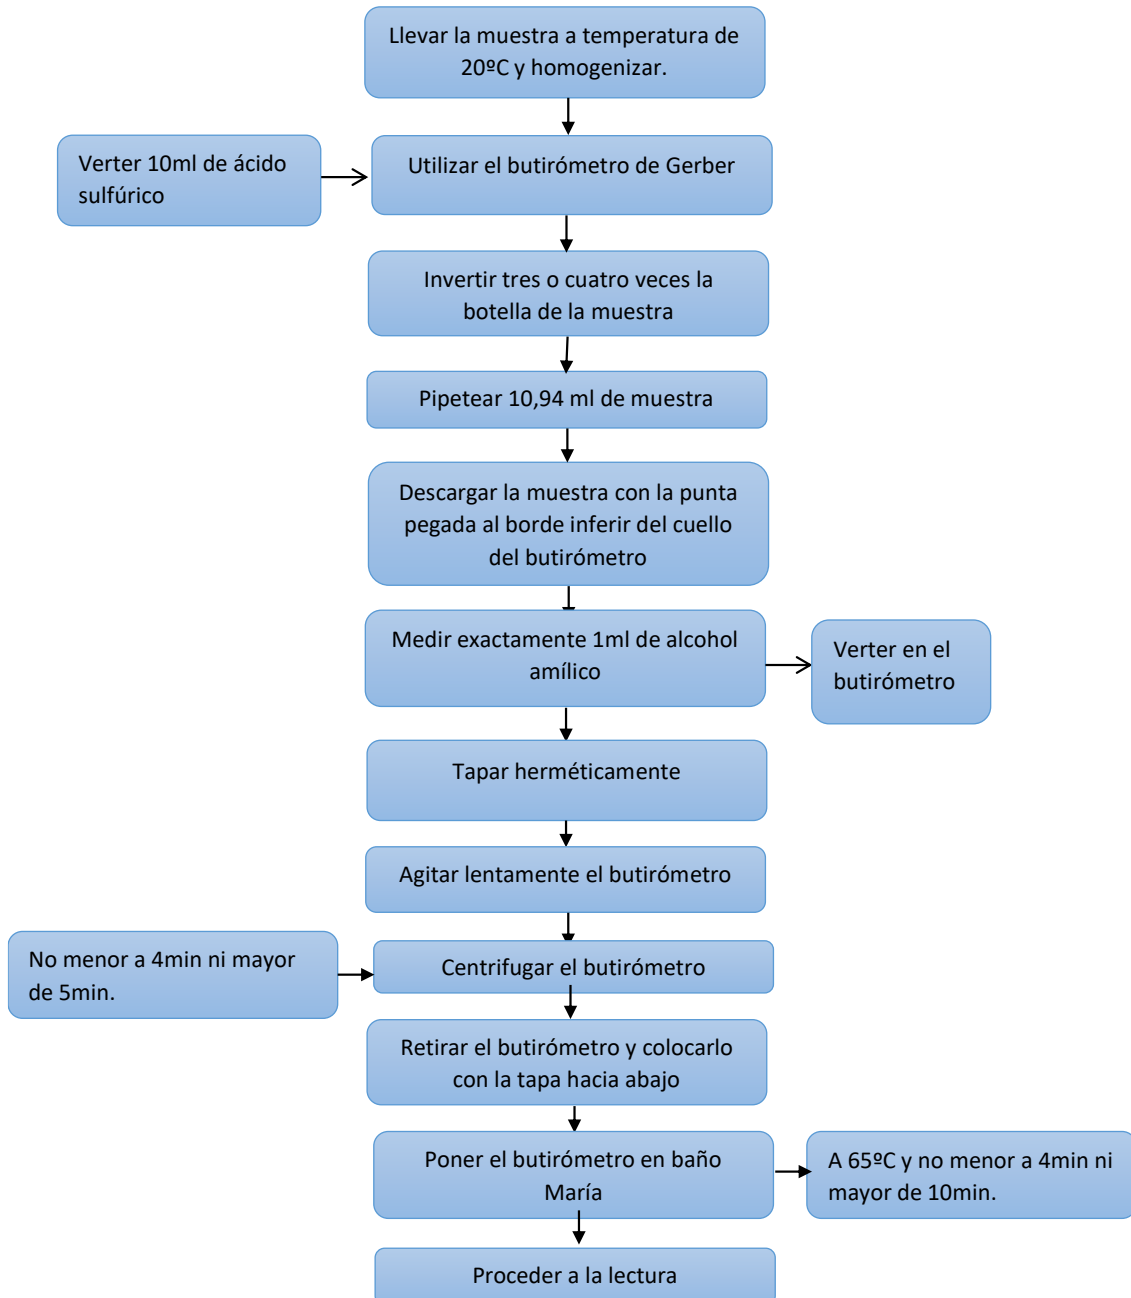 Llevar la muestra a temperatura de
20ºC y homogenizar.
Verter 10ml de ácido
sulfúrico
Utilizar el butirómetro de Gerber
Invertir tres o cuatro veces la
botella de la muestra
Pipetear 10,94 ml de muestra
Descargar la muestra con la punta
pegada al borde inferir del cuello
del butirómetro
Medir exactamente 1ml de alcohol
amílico
Verter en el
butirómetro
Tapar herméticamente
Agitar lentamente el butirómetro
No menor a 4min ni mayor
de 5min.
Centrifugar el butirómetro
Retirar el butirómetro y colocarlo
con la tapa hacia abajo
Poner el butirómetro en baño
María
A 65ºC y no menor a 4min ni
mayor de 10min.
Proceder a la lectura